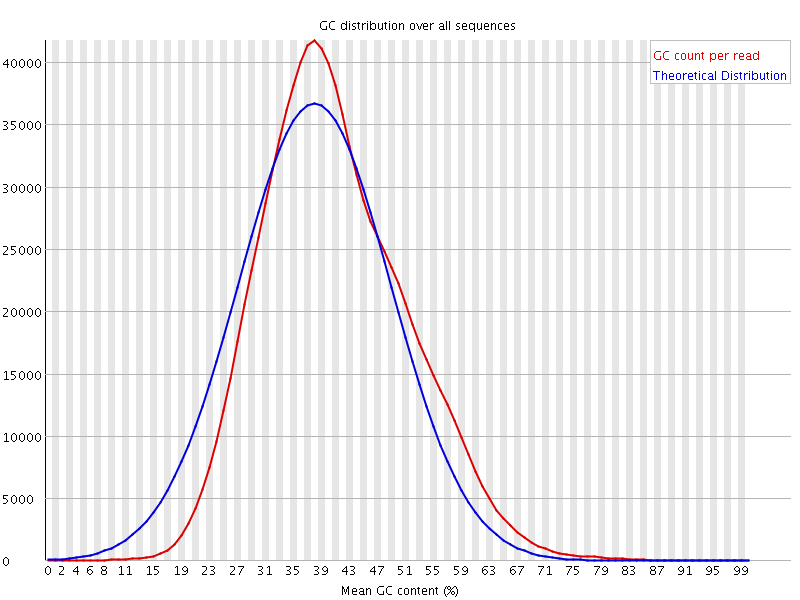 GC distribution over all sequences
GC count per read
Theoretical Distribution
40000
35000
30000
25000
20000
15000
10000
5000
0
0 2 4 6 8 11 15 19 23 27 31 35 39 43 47 51 55 59 63 67 71 75 79 83 87 91 95 99
Mean GC content (%)